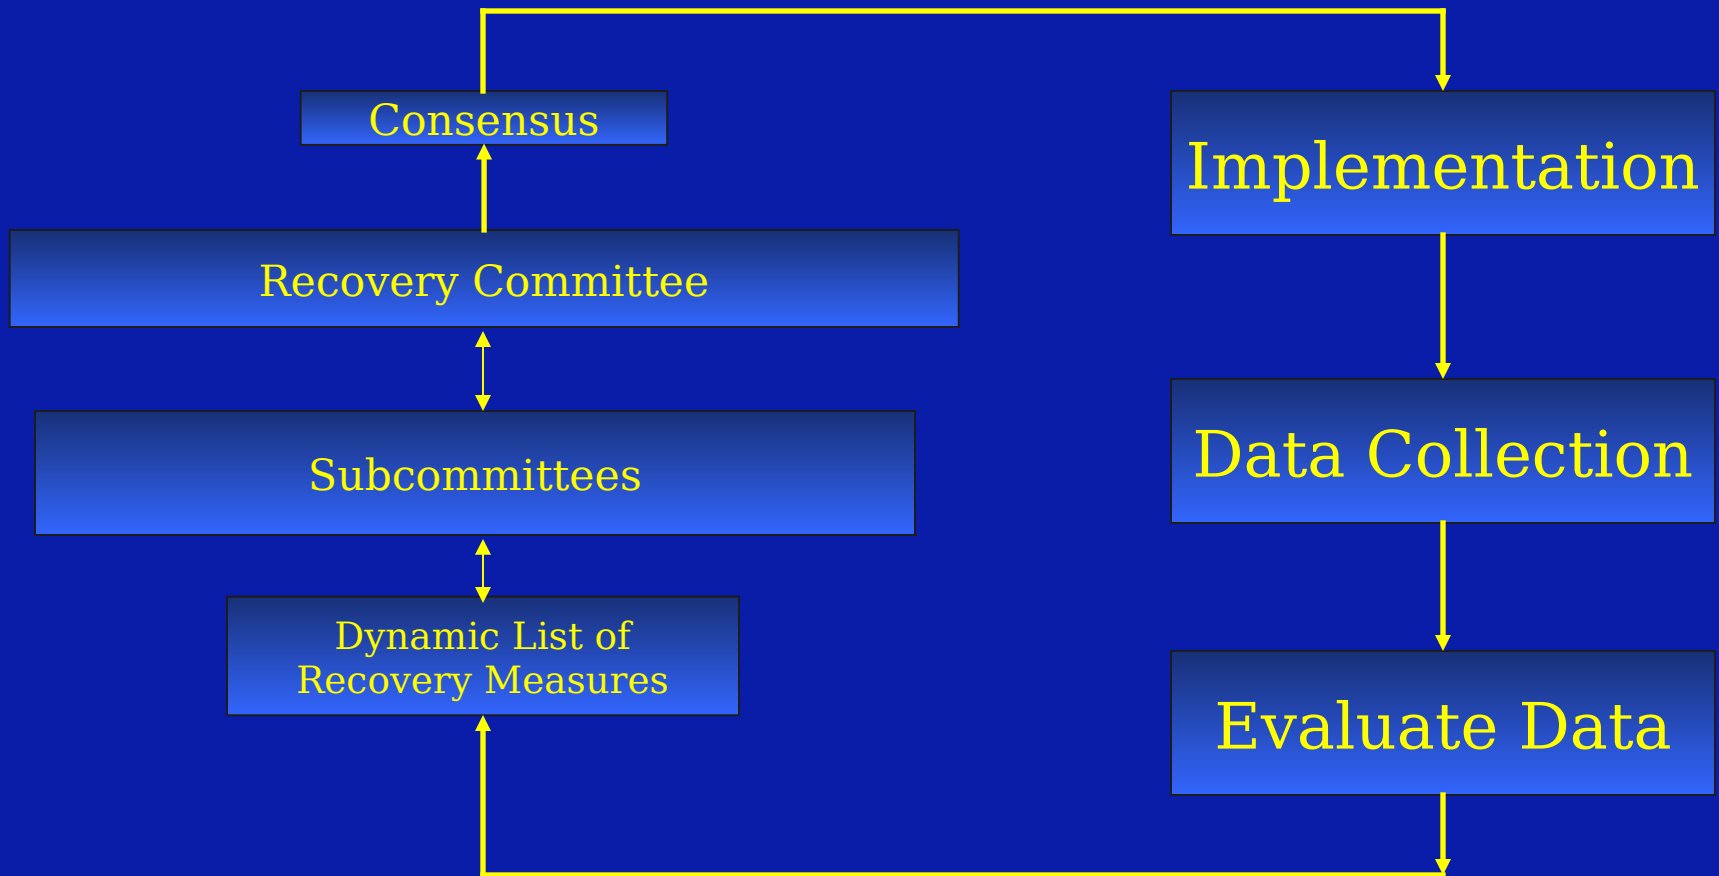 Consensus
Recovery Committee
Subcommittees
Dynamic List of
Recovery Measures
Implementation
Data Collection
Evaluate Data